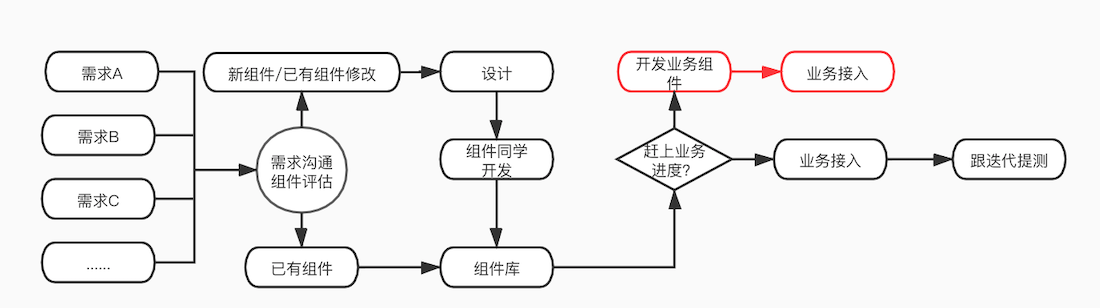 需求A
需求B
需求C
......
需求沟通
组件评估
新组件/已有组件修改
已有组件
设计
组件同学
开发
组件库
赶上业务
进度?
开发业务组
件
业务接入
业务接入
跟迭代提测